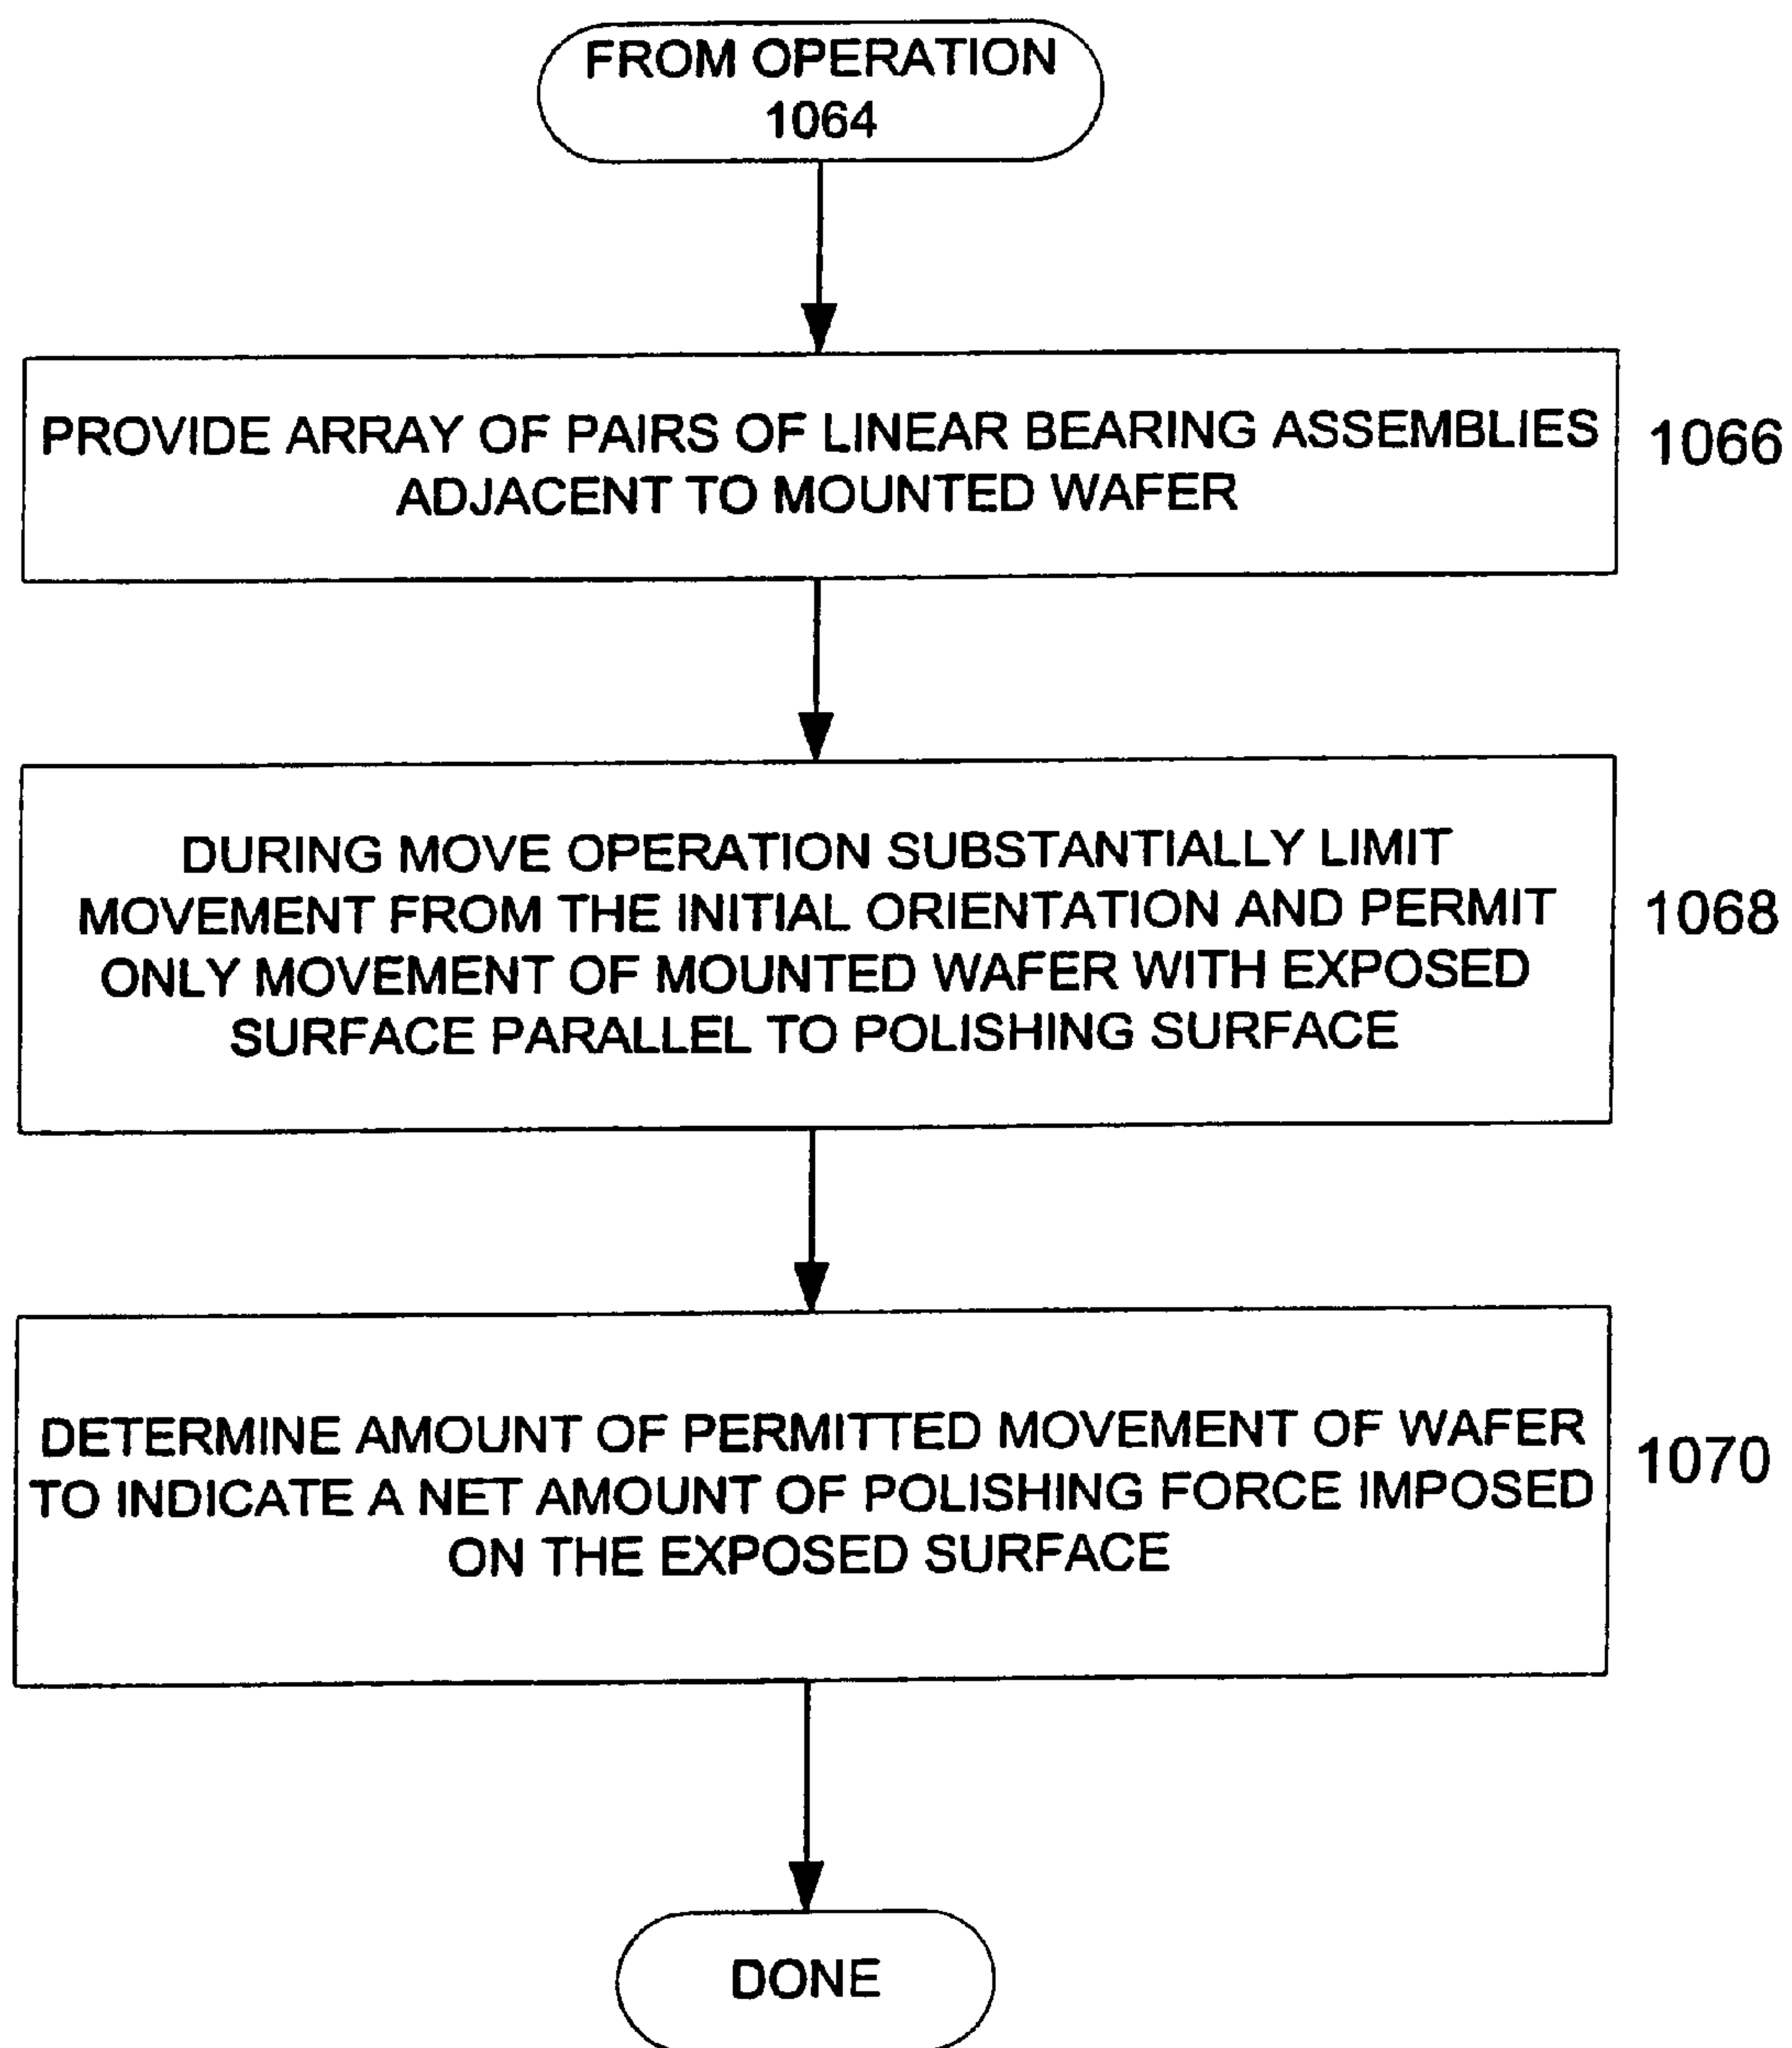 FROM OPERATION
1064
PROVIDE ARRAY OF PAIRS OF LINEAR BEARING ASSEMBLIES
ADJACENT TO MOUNTED WAFER
1066
DURING MOVE OPERATION SUBSTANTIALLY LIMIT
MOVEMENT FROM THE INITIAL ORIENTATION AND PERMIT
ONLY MOVEMENT OF MOUNTED WAFER WITH EXPOSED
SURFACE PARALLEL TO POLISHING SURFACE
1068
DETERMINE AMOUNT OF PERMITTED MOVEMENT OF WAFER
TO INDICATE A NET AMOUNT OF POLISHING FORCE IMPOSED
ON THE EXPOSED SURFACE
1070
DONE